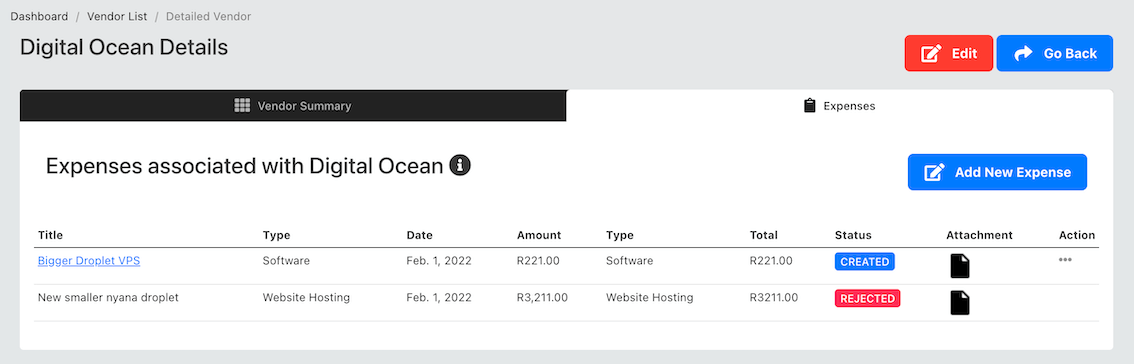 Dashboard / Vendor List / Detailed Vendor
Digital Ocean Details
Edit
Go Back
Vendor Summary
Expenses
Expenses associated with Digital Ocean
Add New Expense
Title Type Date Amount Type Total Status Attachment Action
Bigger Droplet VPS Software Feb. 1, 2022 R221.00 Software R221.00 CREATED •••
New smaller nyana droplet Website Hosting Feb. 1, 2022 R3,211.00 Website Hosting R3211.00 REJECTED